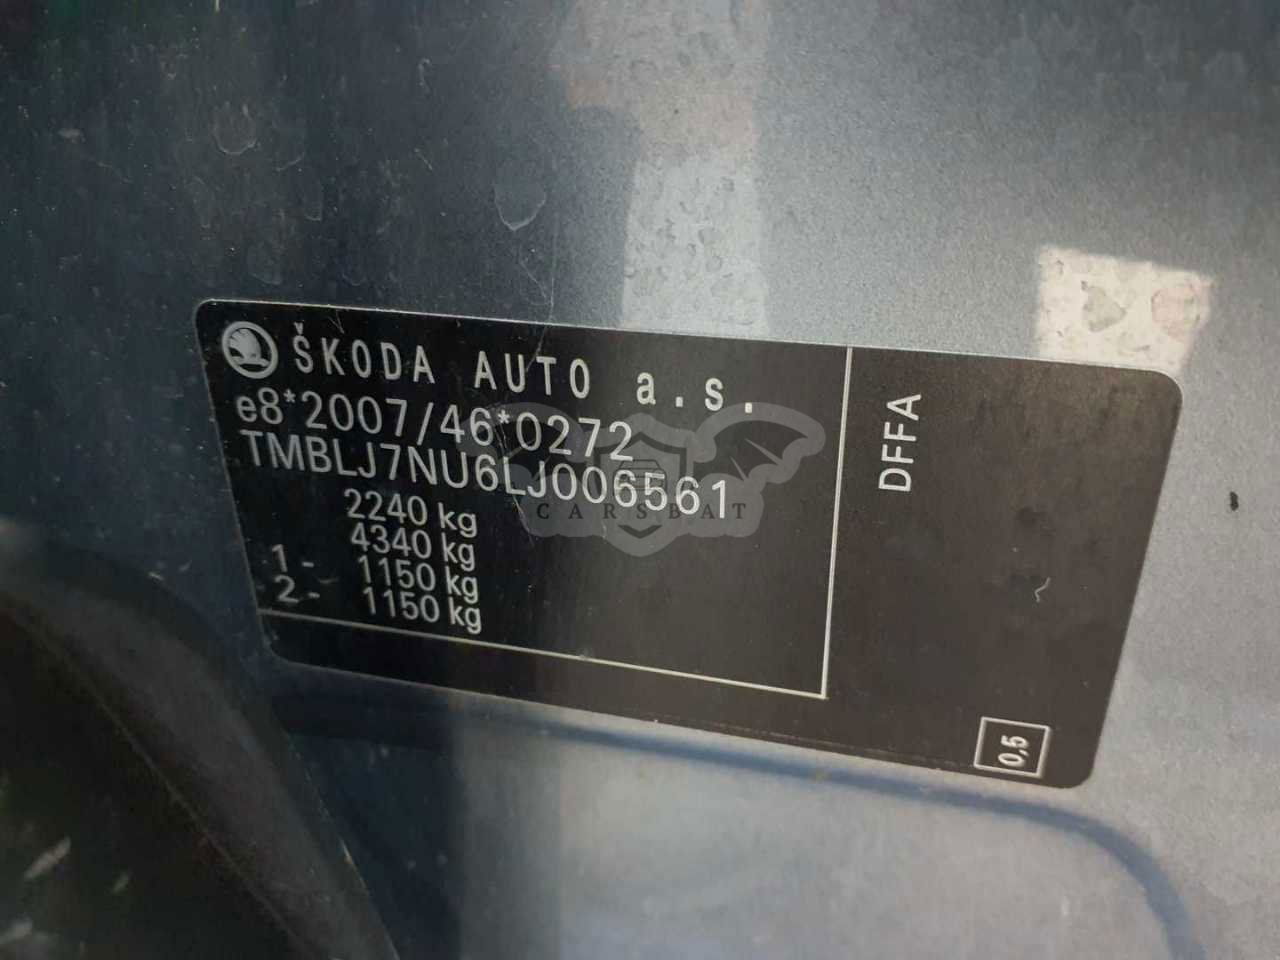 ŠKODA AUTO a.s.
e8*2007/46*0272
TMBLJ7NU6LJ006561
2240 kg
4340 kg
1 - 1150 kg
2 - 1150 kg
DFFA
0,5
CARSBAT